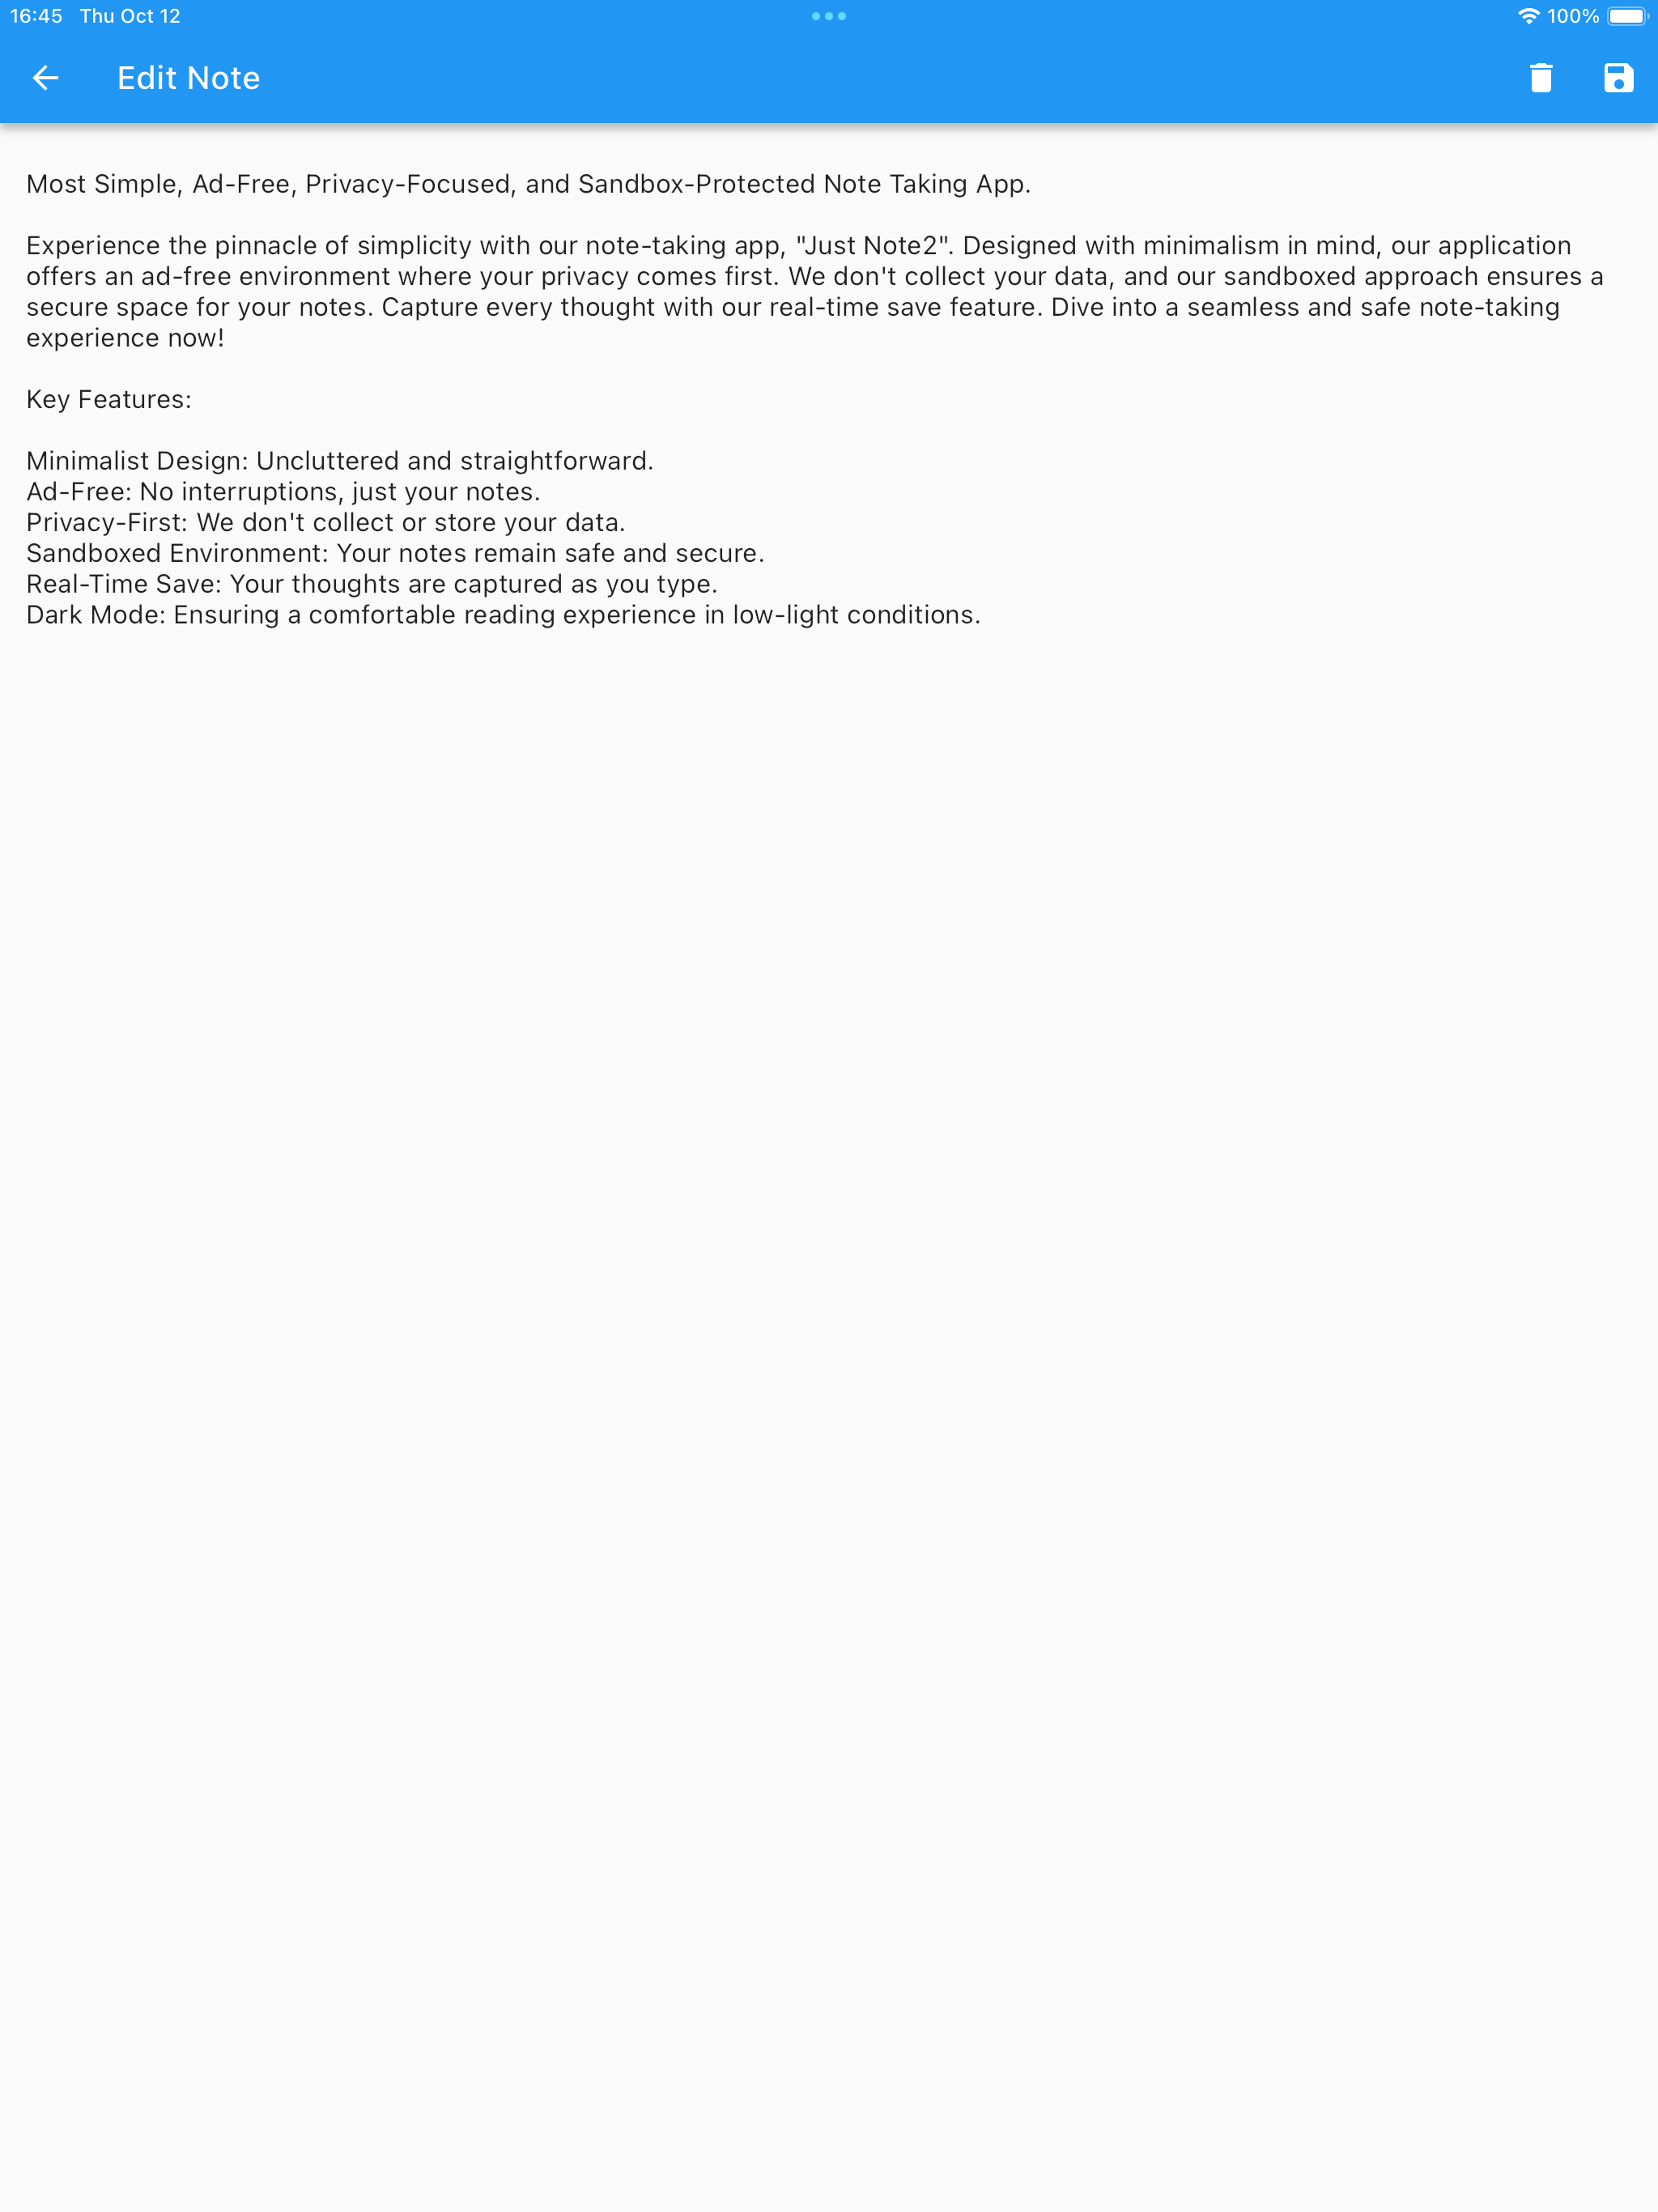 16:45 Thu Oct 12
100%
Edit Note
Most Simple, Ad-Free, Privacy-Focused, and Sandbox-Protected Note Taking App.
Experience the pinnacle of simplicity with our note-taking app, "Just Note2". Designed with minimalism in mind, our application
offers an ad-free environment where your privacy comes first. We don't collect your data, and our sandboxed approach ensures a
secure space for your notes. Capture every thought with our real-time save feature. Dive into a seamless and safe note-taking
experience now!
Key Features:
Minimalist Design: Uncluttered and straightforward.
Ad-Free: No interruptions, just your notes.
Privacy-First: We don't collect or store your data.
Sandboxed Environment: Your notes remain safe and secure.
Real-Time Save: Your thoughts are captured as you type.
Dark Mode: Ensuring a comfortable reading experience in low-light conditions.